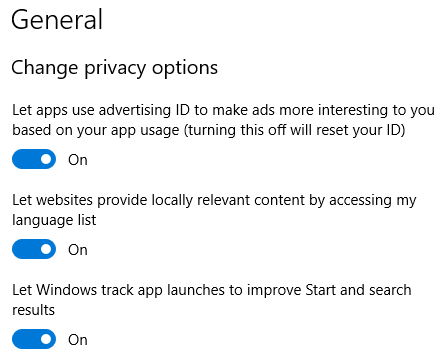 General
Change privacy options
Let apps use advertising ID to make ads more interesting to you
based on your app usage (turning this off will reset your ID)
On
Let websites provide locally relevant content by accessing my
language list
On
Let Windows track app launches to improve Start and search
results
On